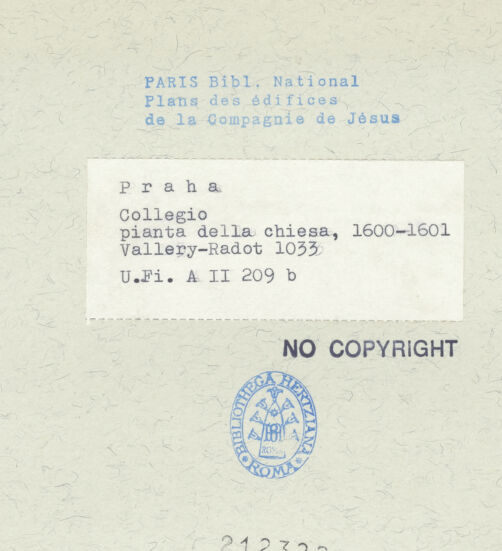 PARIS Bibl. National
Plans des édifices
de la Compagnie de Jésus
Praha
Collegio
pianta della chiesa, 1600-1601
Vallery-Radot 1033
U.Fi. A II 209 b
NO COPYRIGHT
BIBLIOTHECA HERTZIANA
ROMA